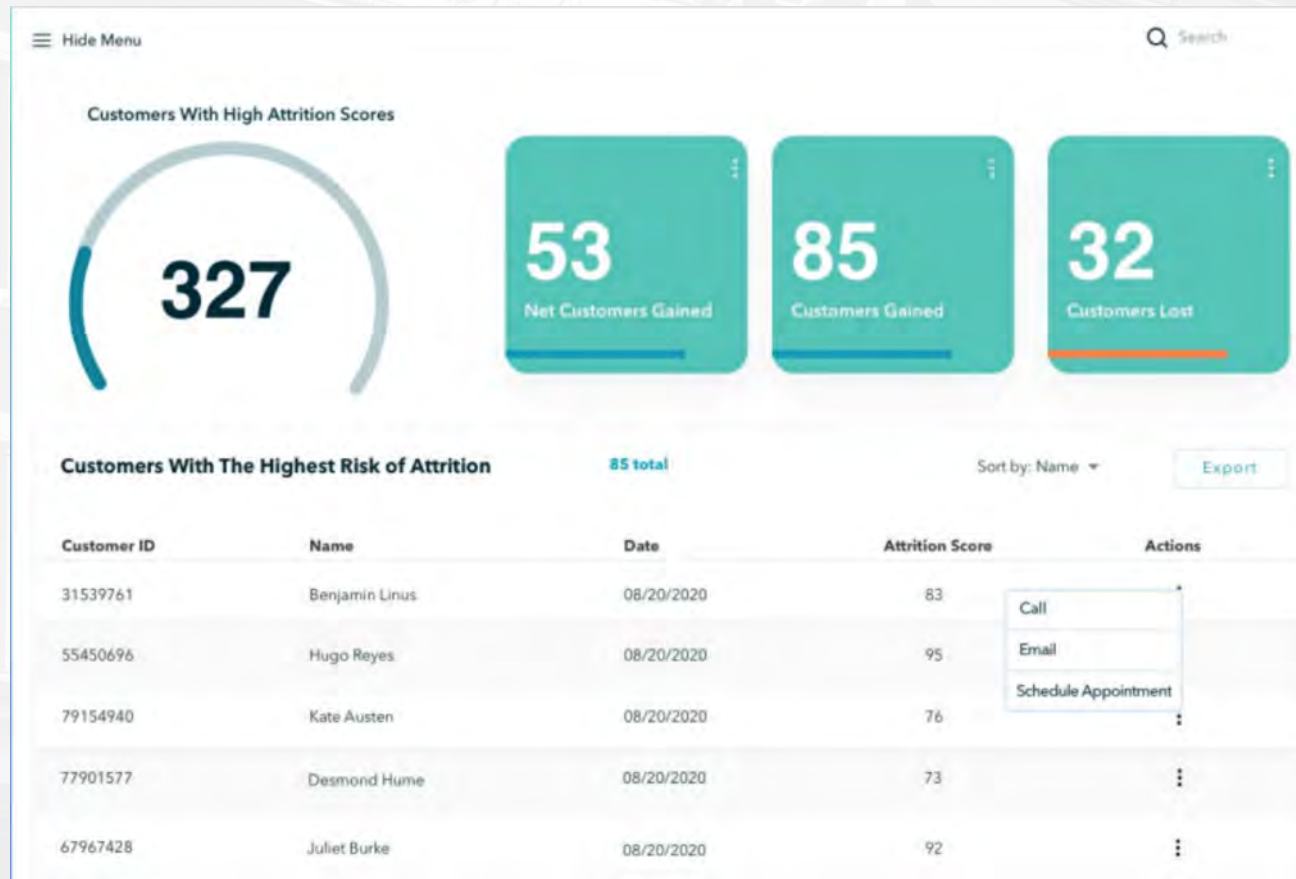 Hide Menu
Search
Customers With High Attrition Scores
327
53
Net Customers Gained
85
Customers Gained
32
Customers Lost
Customers With The Highest Risk of Attrition
85 total
Sort by: Name
Export
Customer ID Name Date Attrition Score Actions
31539761 Benjamin Linus 08/20/2020 83
Call
55450696 Hugo Reyes 08/20/2020 95 Email
Schedule Appointment
79154940 Kate Austen 08/20/2020 76
77901577 Desmond Hume 08/20/2020 73
67967428 Juliet Burke 08/20/2020 92